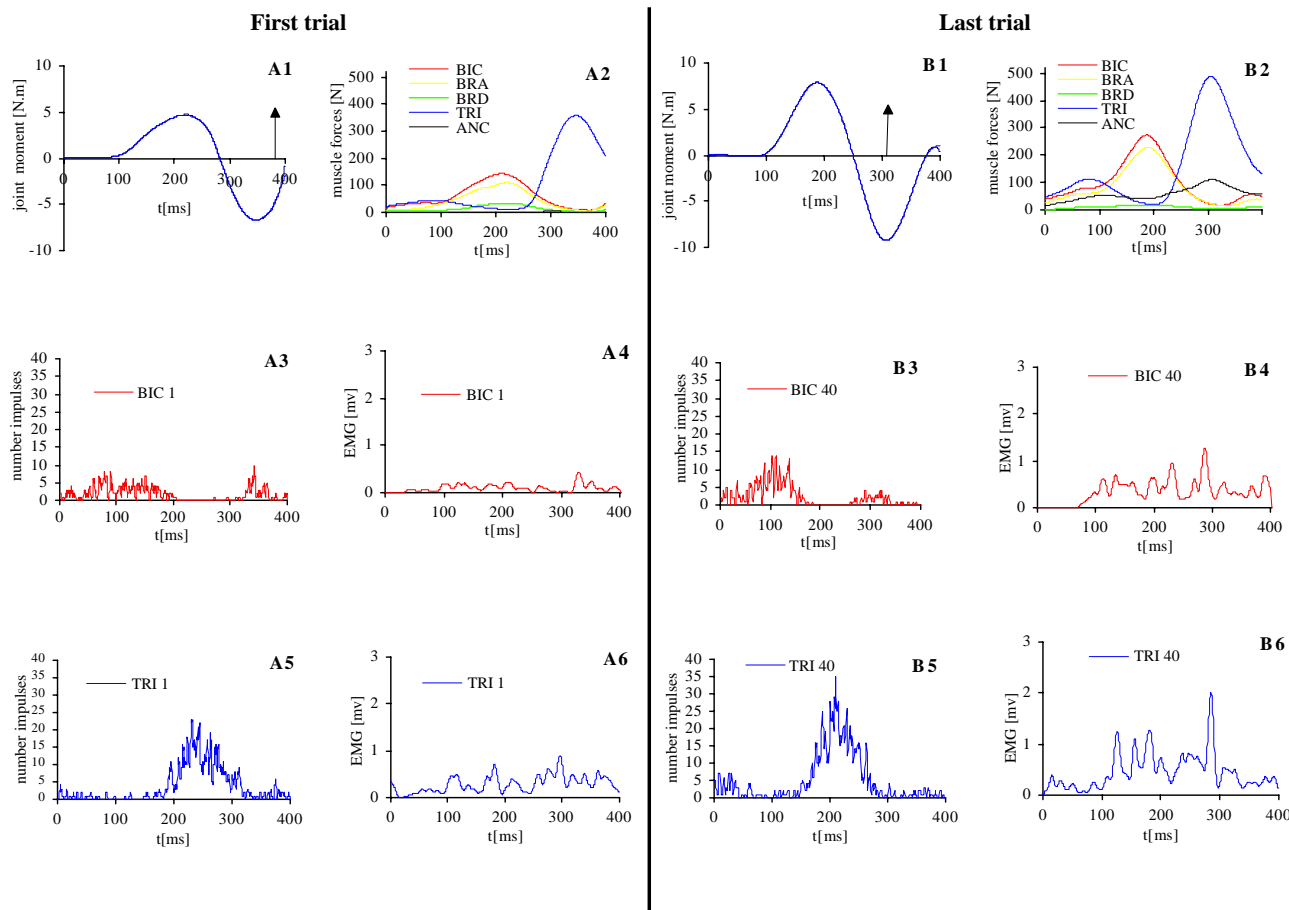 First trial
Last trial
A1
joint moment [N.m]
10
5
0
-5
-10
0 100 200 300 400
t[ms]
A2
muscle forces [N]
500
400
300
200
100
0
BIC
BRA
BRD
TRI
ANC
0 100 200 300 400
t[ms]
B1
joint moment [N.m]
10
5
0
-5
-10
0 100 200 300 400
t[ms]
B2
muscle forces [N]
500
400
300
200
100
0
BIC
BRA
BRD
TRI
ANC
0 100 200 300
t[ms]
A3
number impulses
40
35
30
25
20
15
10
5
0
BIC 1
0 100 200 300 400
t[ms]
A4
EMG [mv]
3
2
1
0
BIC 1
0 100 200 300 400
t[ms]
B3
number impulses
40
35
30
25
20
15
10
5
0
BIC 40
0 100 200 300 400
t[ms]
B4
EMG [mv]
3
2
1
0
BIC 40
0 100 200 300 400
t[ms]
A5
number impulses
40
35
30
25
20
15
10
5
0
TRI 1
0 100 200 300 400
t[ms]
A6
EMG [mv]
3
2
1
0
TRI 1
0 100 200 300 400
t[ms]
B5
number impulses
40
35
30
25
20
15
10
5
0
TRI 40
0 100 200 300 400
t[ms]
B6
EMG [mv]
3
2
1
0
TRI 40
0 100 200 300 400
t[ms]